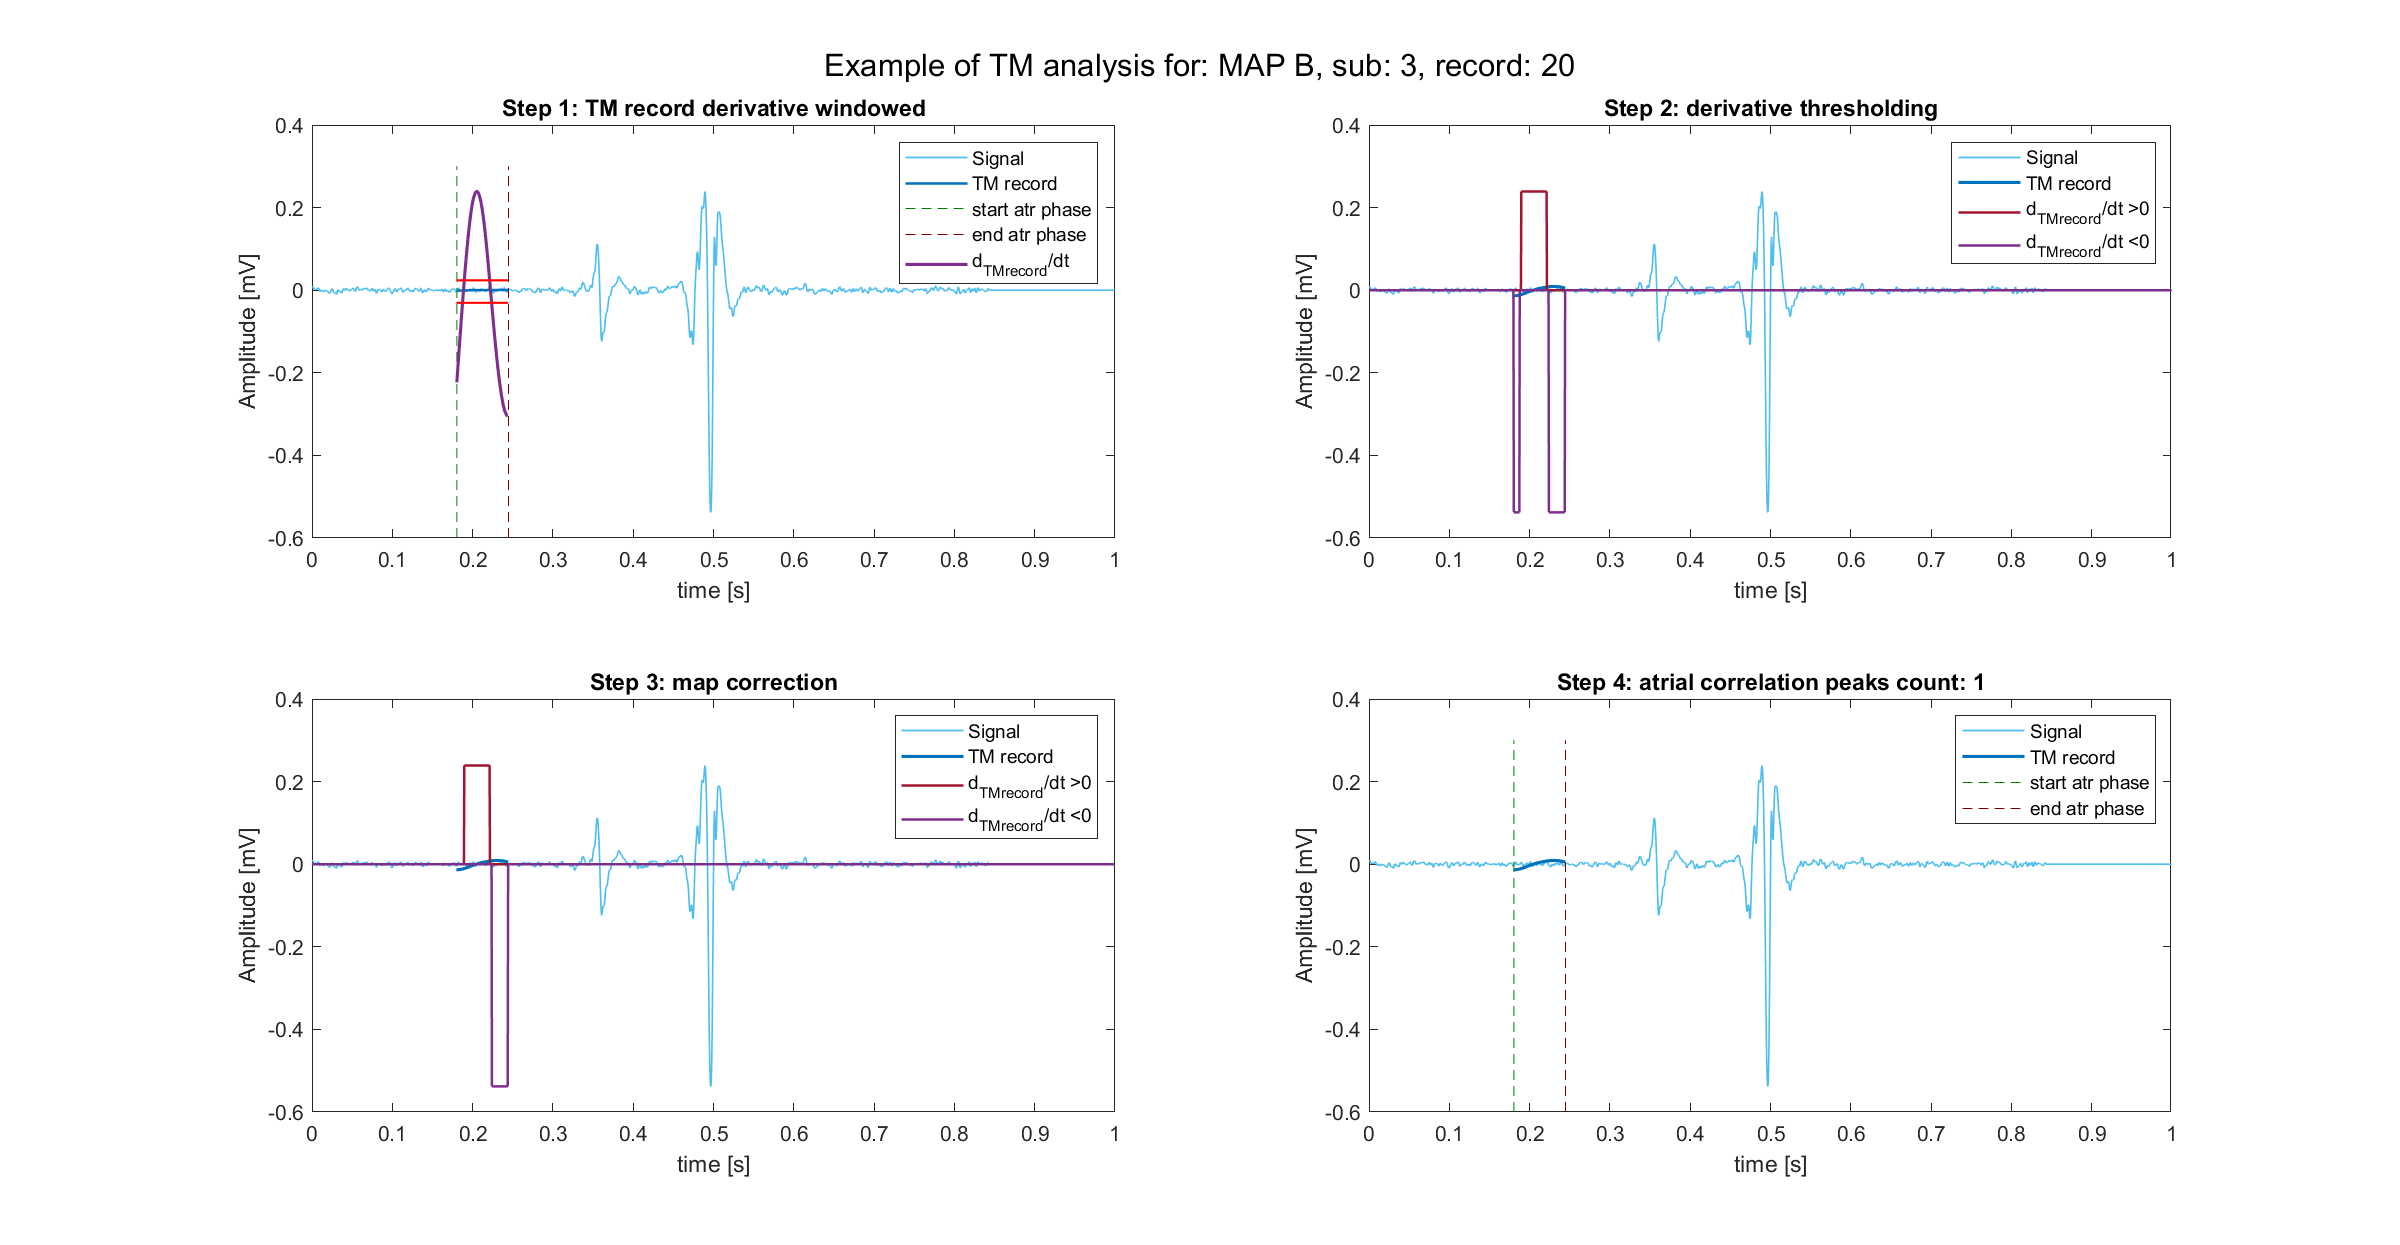 Example of TM analysis for: MAP B, sub: 3, record: 20
Step 1: TM record derivative windowed
0.4
0.2
0
-0.2
-0.4
-0.6
Amplitude [mV]
0 0.1 0.2 0.3 0.4 0.5 0.6 0.7 0.8 0.9 1
time [s]
Signal
TM record
start atr phase
end atr phase
dTMrecord/dt
Step 2: derivative thresholding
0.4
0.2
0
-0.2
-0.4
-0.6
Amplitude [mV]
0 0.1 0.2 0.3 0.4 0.5 0.6 0.7 0.8 0.9 1
time [s]
Signal
TM record
dTMrecord/dt >0
dTMrecord/dt <0
Step 3: map correction
0.4
0.2
0
-0.2
-0.4
-0.6
Amplitude [mV]
0 0.1 0.2 0.3 0.4 0.5 0.6 0.7 0.8 0.9 1
time [s]
Signal
TM record
dTMrecord/dt >0
dTMrecord/dt <0
Step 4: atrial correlation peaks count: 1
0.4
0.2
0
-0.2
-0.4
-0.6
Amplitude [mV]
0 0.1 0.2 0.3 0.4 0.5 0.6 0.7 0.8 0.9 1
time [s]
Signal
TM record
start atr phase
end atr phase